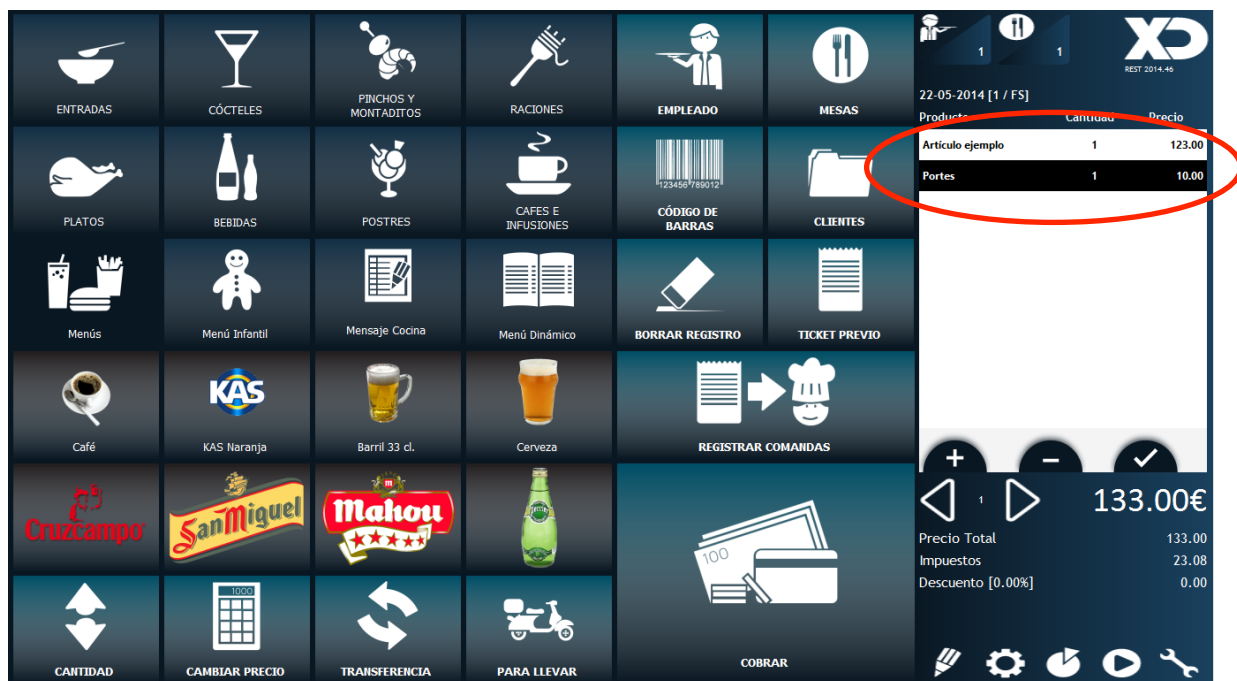 ENTRADAS
CÓCTELES
PINCHOS Y
MONTADITOS
RACIONES
EMPLEADO
MESAS
PLATOS
BEBIDAS
POSTRES
CAFES E
INFUSIONES
123456 789012
CÓDIGO DE
BARRAS
CLIENTES
Menús
Menú Infantil
Mensaje Cocina
Menú Dinámico
BORRAR REGISTRO
TICKET PREVIO
Café
KAS
KAS Naranja
Barril 33 cl.
Cerveza
REGISTRAR COMANDAS
Cruzcampo
San Miguel
Mahou
100
COBRAR
CANTIDAD
1000
CAMBIAR PRECIO
TRANSFERENCIA
PARA LLEVAR
1 1 XD
REST 2014.46
22-05-2014 [1 / FS]
Producto Cantidad Precio
Artículo ejemplo 1 123.00
Portes 1 10.00
+ −
1 133.00€
Precio Total 133.00
Impuestos 23.08
Descuento [0.00%] 0.00